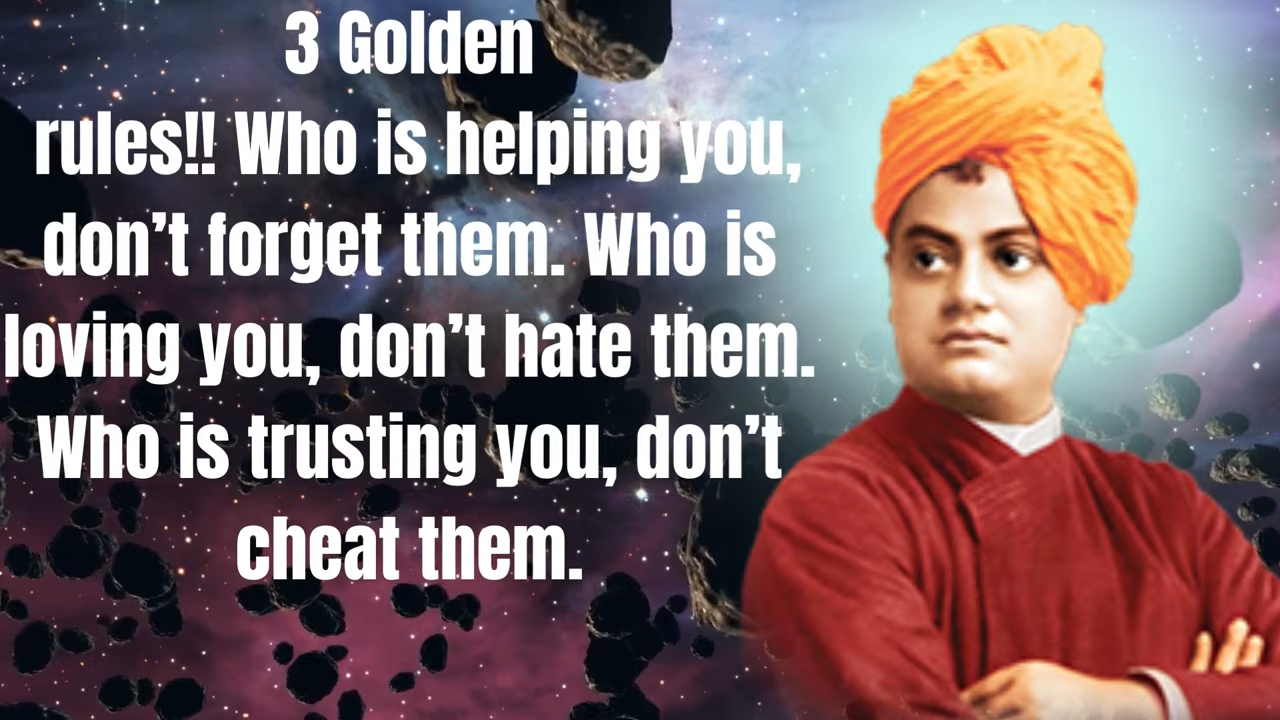 3 Golden
rules!! Who is helping you,
don’t forget them. Who is
loving you, don’t hate them.
Who is trusting you, don’t
cheat them.